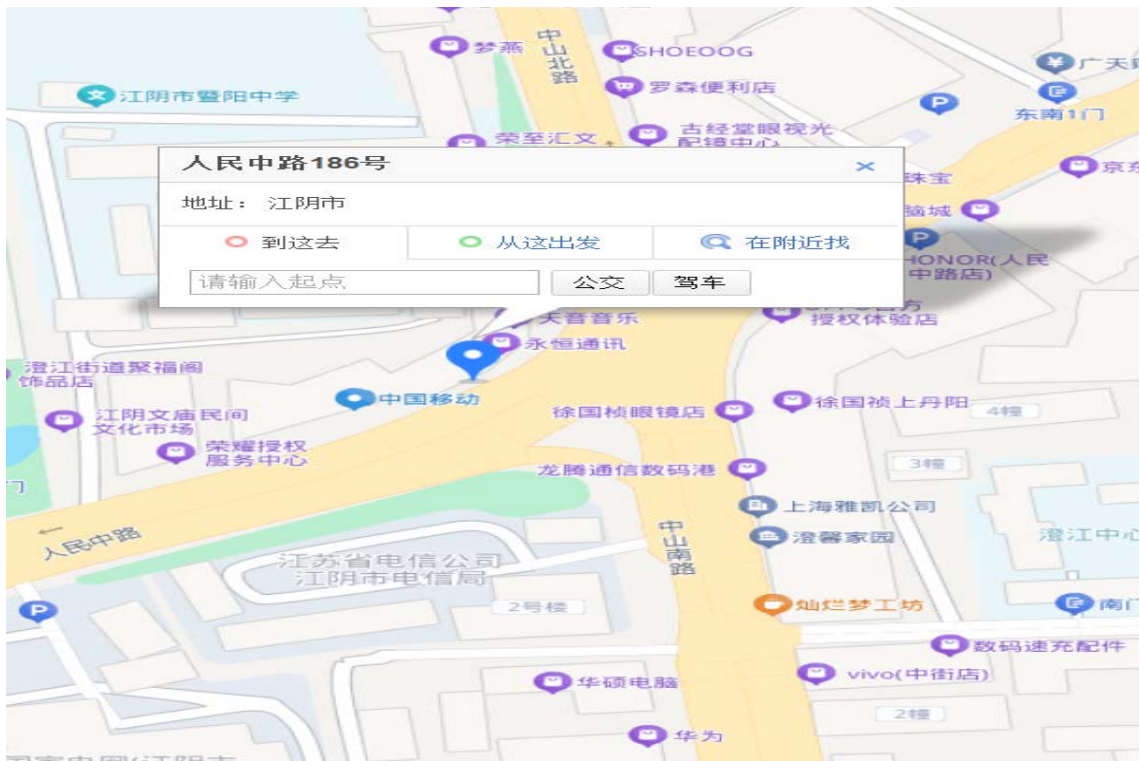 梦燕
中山北路
SHOEOOG
罗森便利店
广天
东南1门
江阴市暨阳中学
荣至汇文
古经堂眼视光
配镜中心
人民中路186号
×
地址： 江阴市
到这去
从这出发
在附近找
请输入起点
公交
驾车
珠宝
京东
脑城
HONOR(人民
中路店)
授权体验店
天音音乐
永恒通讯
澄江街道聚福阁
饰品店
中国移动
江阴文庙民间
文化市场
荣耀授权
服务中心
徐国桢眼镜店
徐国祯上丹阳
4幢
3幢
龙腾通信数码港
上海雅凯公司
澄馨家园
澄江中心
中山南路
人民中路
江苏省电信公司
江阴市电信局
2号楼
灿烂梦工坊
南门
数码速充配件
华硕电脑
vivo(中街店)
2幢
华为